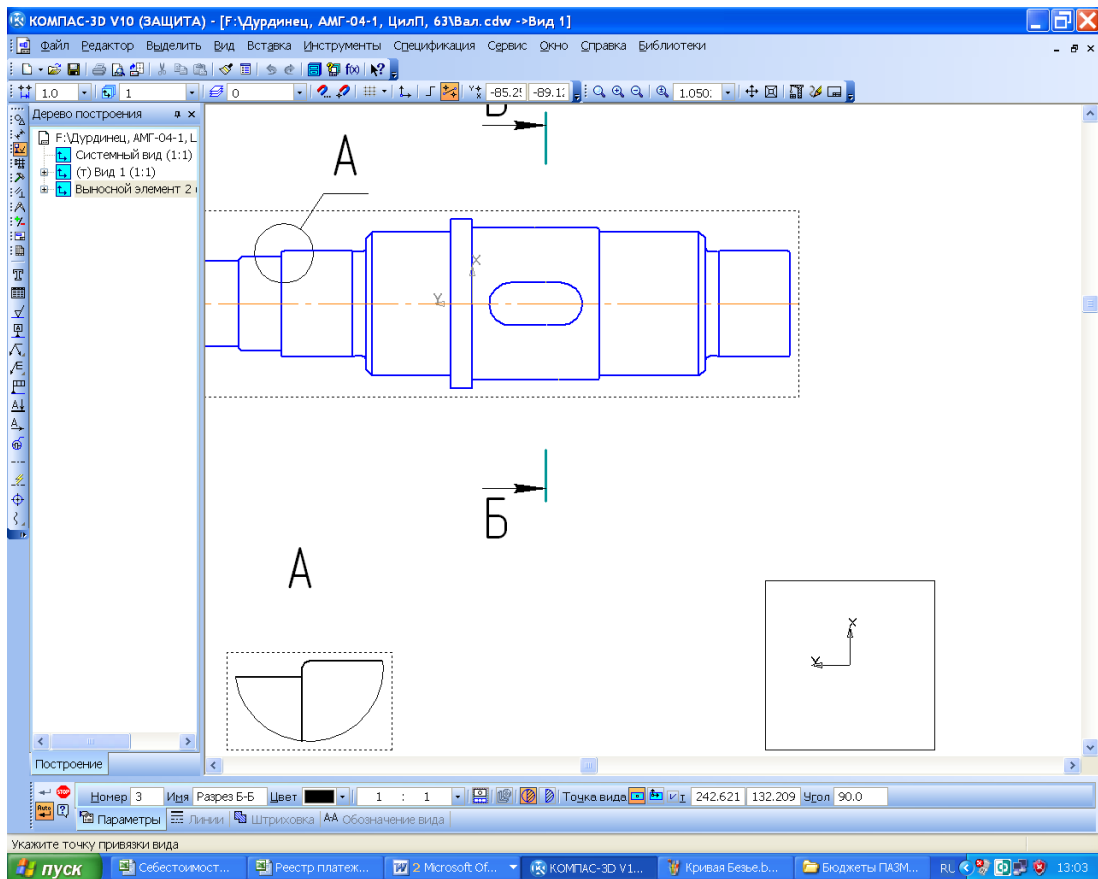 КОМПАС-3D V10 (ЗАЩИТА) - [F:\Дурдинец, АМГ-04-1, ЦилП, 63\Вал.cdw ->Вид 1]
Файл Редактор Выделить Вид Вставка Инструменты Спецификация Сервис Окно Справка Библиотеки
1.0 1 0 -85.25 -89.12 1.050
Дерево построения
F:\Дурдинец, АМГ-04-1, L
Системный вид (1:1)
(т) Вид 1 (1:1)
Выносной элемент 2
Б
А
X
Y
Б
А
X
Y
Построение
Номер 3 Имя Разрез Б-Б Цвет 1 : 1 Точка вида 242.621 132.209 Угол 90.0
Параметры Линии Штриховка А-А Обозначение вида
Укажите точку привязки вида
пуск Себестоимост... Реестр платеж... 2 Microsoft Of... КОМПАС-3D V1... Кривая Безье.b... Бюджеты ПАЗМ... RU 13:03